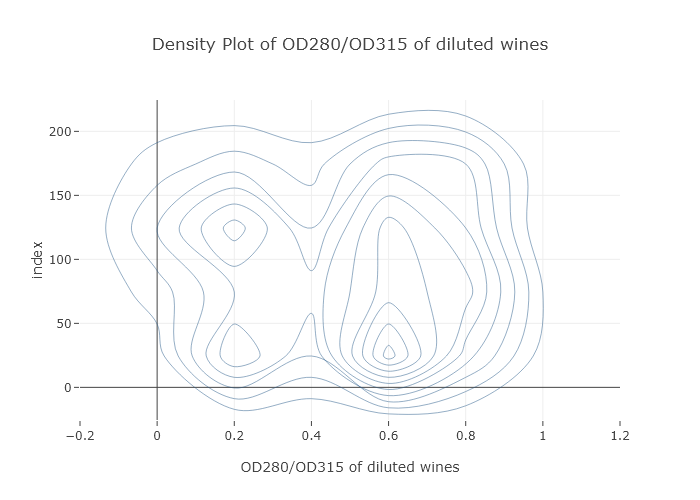 Density Plot of OD280/OD315 of diluted wines
200
150
100
50
0
index
−0.2 0 0.2 0.4 0.6 0.8 1 1.2
OD280/OD315 of diluted wines